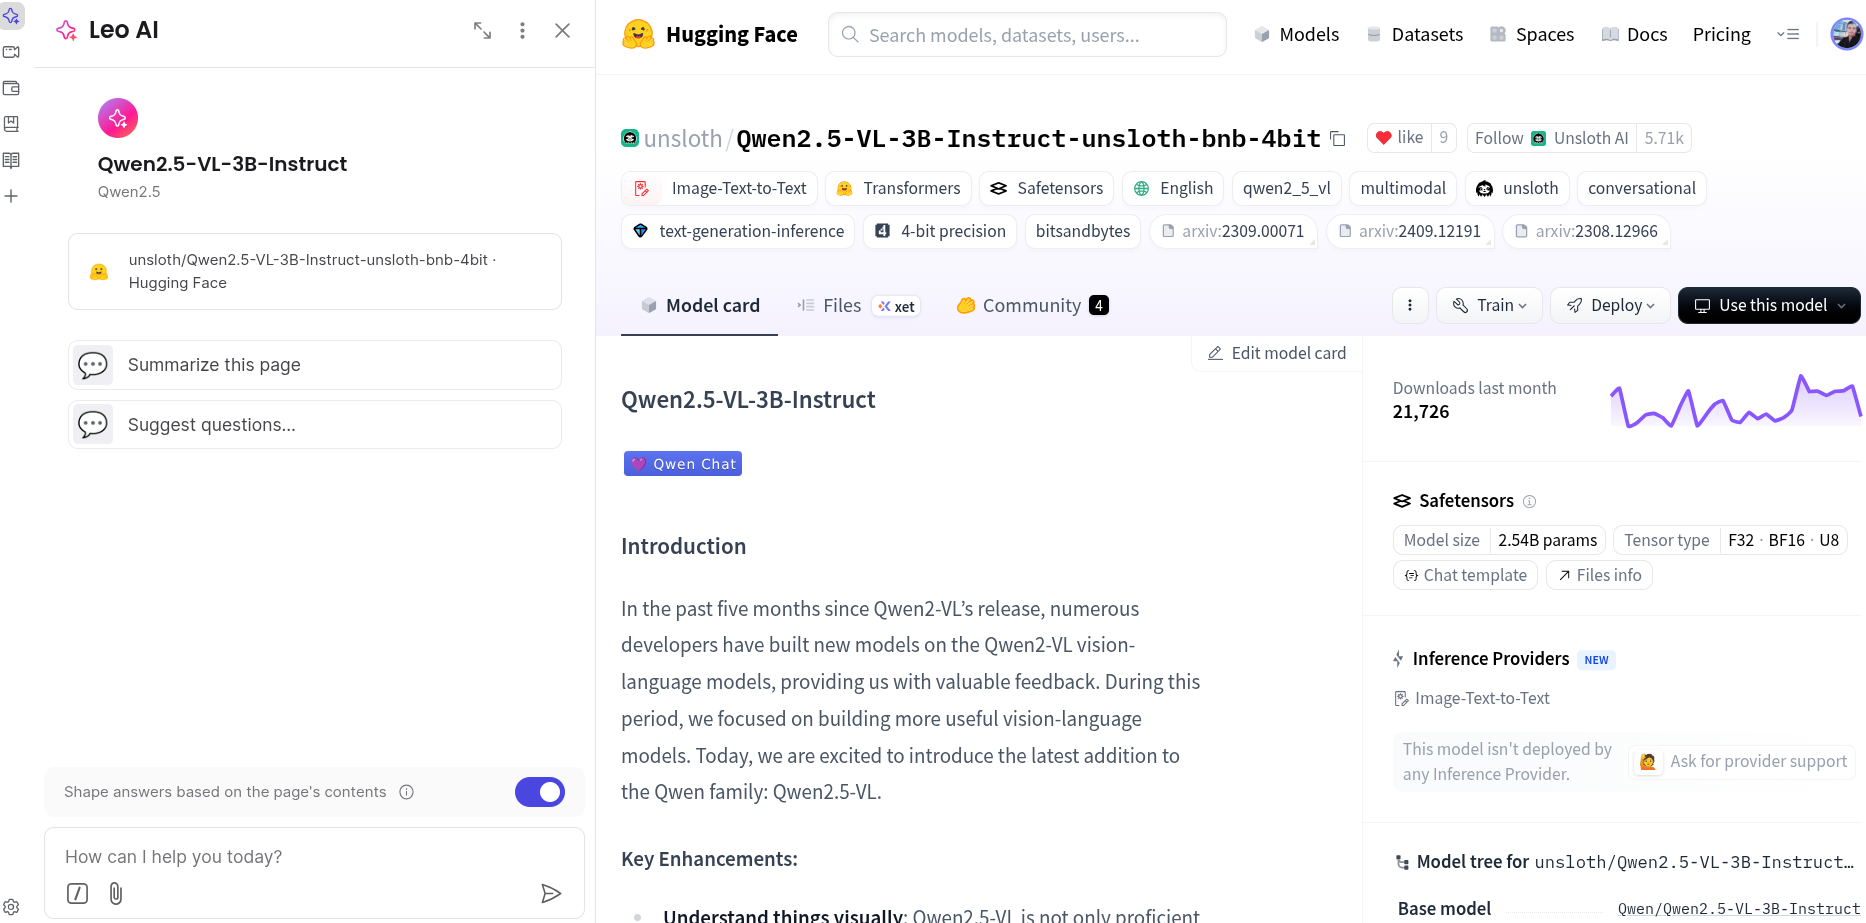 Leo AI
Qwen2.5-VL-3B-Instruct
Qwen2.5
unsloth/Qwen2.5-VL-3B-Instruct-unsloth-bnb-4bit ·
Hugging Face
Summarize this page
Suggest questions...
Shape answers based on the page's contents
How can I help you today?
Hugging Face
Search models, datasets, users...
Models
Datasets
Spaces
Docs
Pricing
unsloth/Qwen2.5-VL-3B-Instruct-unsloth-bnb-4bit
like 9
Follow Unsloth AI 5.71k
Image-Text-to-Text
Transformers
Safetensors
English
qwen2_5_vl
multimodal
unsloth
conversational
text-generation-inference
4 4-bit precision
bitsandbytes
arxiv:2309.00071
arxiv:2409.12191
arxiv:2308.12966
Model card
Files xet
Community 4
Train
Deploy
Use this model
Edit model card
Qwen2.5-VL-3B-Instruct
Qwen Chat
Introduction
In the past five months since Qwen2-VL’s release, numerous
developers have built new models on the Qwen2-VL vision-
language models, providing us with valuable feedback. During this
period, we focused on building more useful vision-language
models. Today, we are excited to introduce the latest addition to
the Qwen family: Qwen2.5-VL.
Key Enhancements:
Understand things visually: Qwen2.5-VL is not only proficient
Downloads last month
21,726
Safetensors
Model size 2.54B params
Tensor type F32 · BF16 · U8
Chat template
Files info
Inference Providers NEW
Image-Text-to-Text
This model isn't deployed by
any Inference Provider.
Ask for provider support
Model tree for unsloth/Qwen2.5-VL-3B-Instruct…
Base model Qwen/Qwen2.5-VL-3B-Instruct